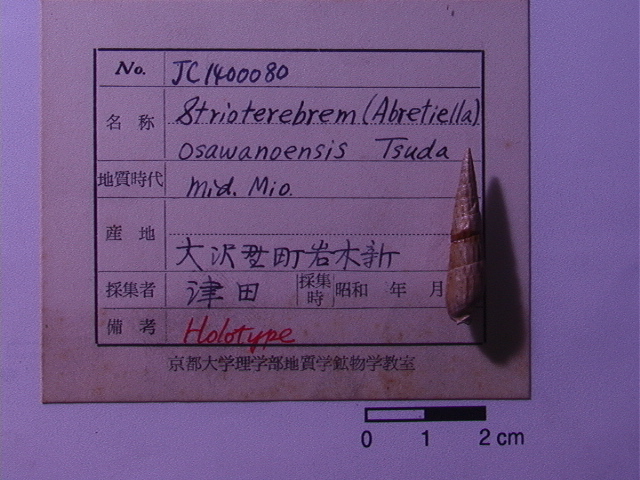 No. JC1400080
名称 Strioterebrem (Abretiella)
osawanoensis Tsuda
地質時代 mid. Mio.
産地
大沢野町岩木新
採集者 津田 採集時 昭和 年 月
備考 Holotype
京都大学理学部地質学鉱物学教室
0 1 2 cm